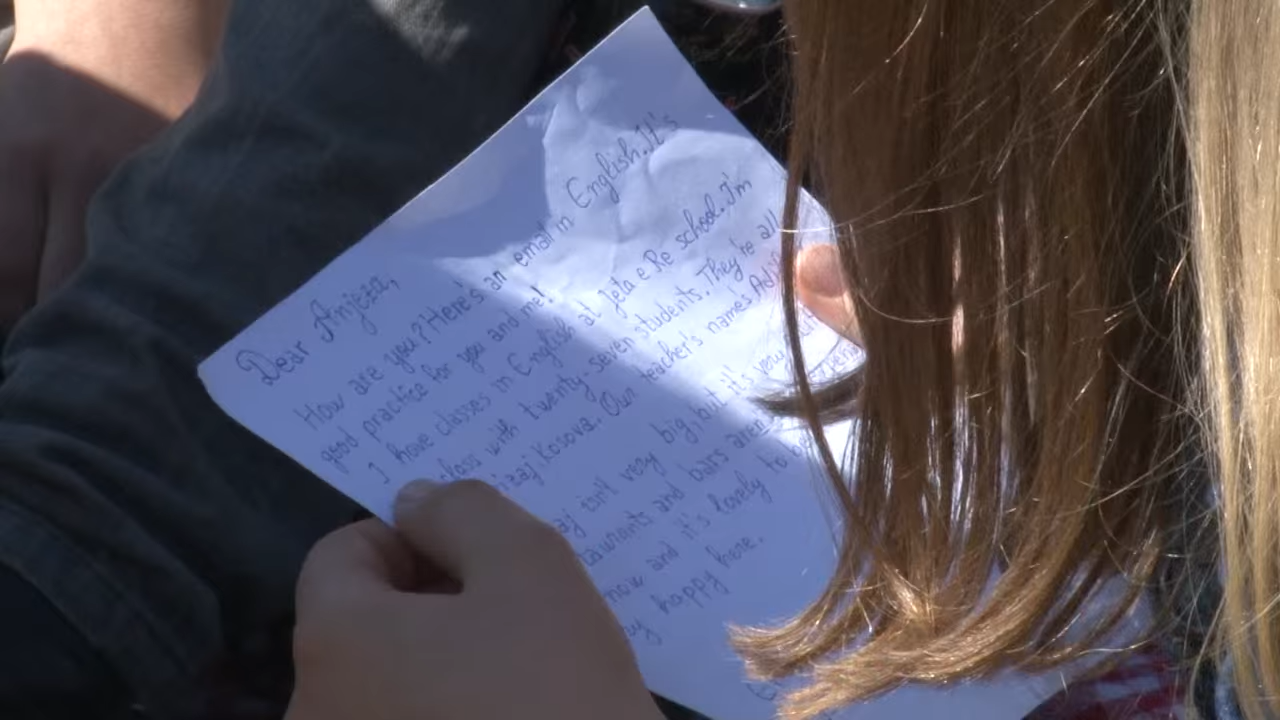 Dear Anjeza,
How are you? Here's an email in English. It's
good practice for you and me!
I have classes in English at Jeta e Re school. I'm
class with twenty-seven students. They're all
Kosova. Our teacher's names
isn't very big, but it's very
and bars aren't
now and it's lovely to
happy here.